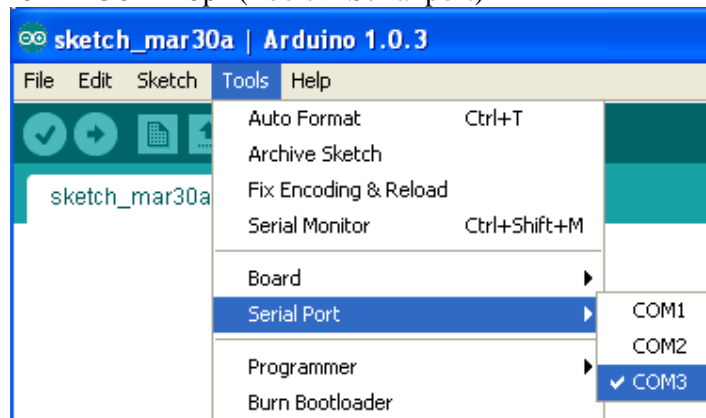 sketch_mar30a | Arduino 1.0.3
File Edit Sketch Tools Help
Auto Format Ctrl+T
Archive Sketch
sketch_mar30a
Fix Encoding & Reload
Serial Monitor Ctrl+Shift+M
Board
Serial Port
COM1
COM2
Programmer
COM3
Burn Bootloader